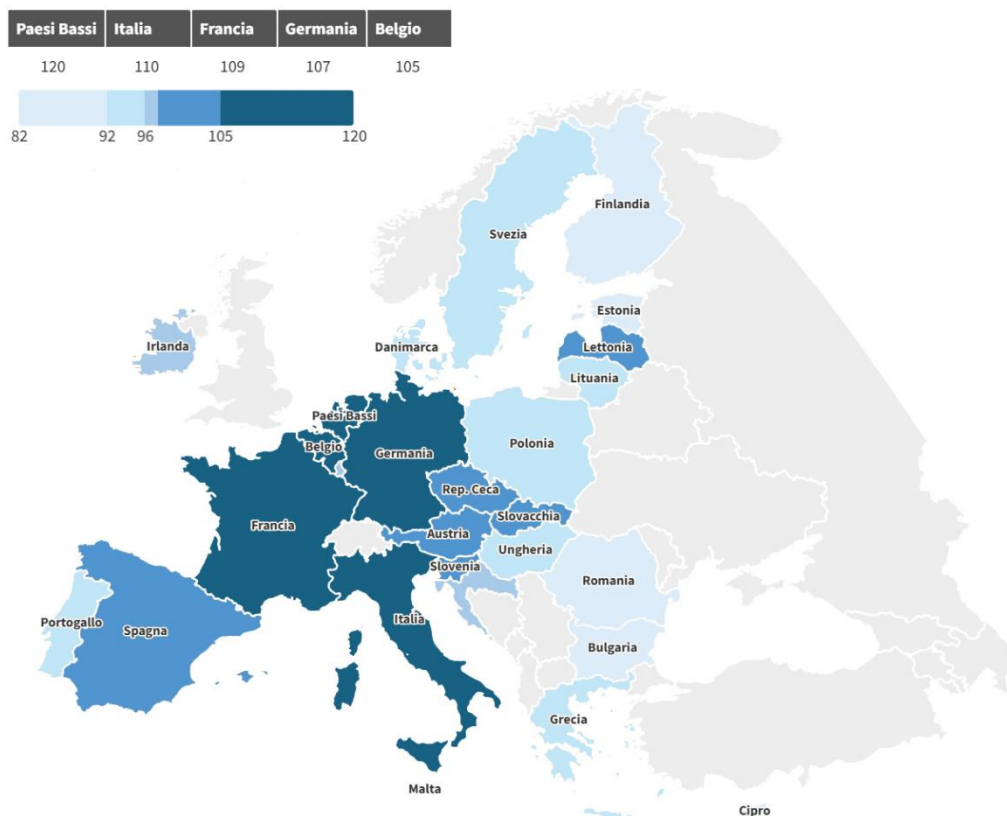 Paesi Bassi Italia Francia Germania Belgio
120 110 109 107 105
82 92 96 105 120
Finlandia
Svezia
Estonia
Irlanda
Danimarca
Lettonia
Lituania
Paesi Bassi
Belgio
Germania
Polonia
Rep. Ceca
Slovacchia
Francia
Austria
Ungheria
Slovenia
Romania
Portogallo
Spagna
Italia
Bulgaria
Grecia
Malta
Cipro